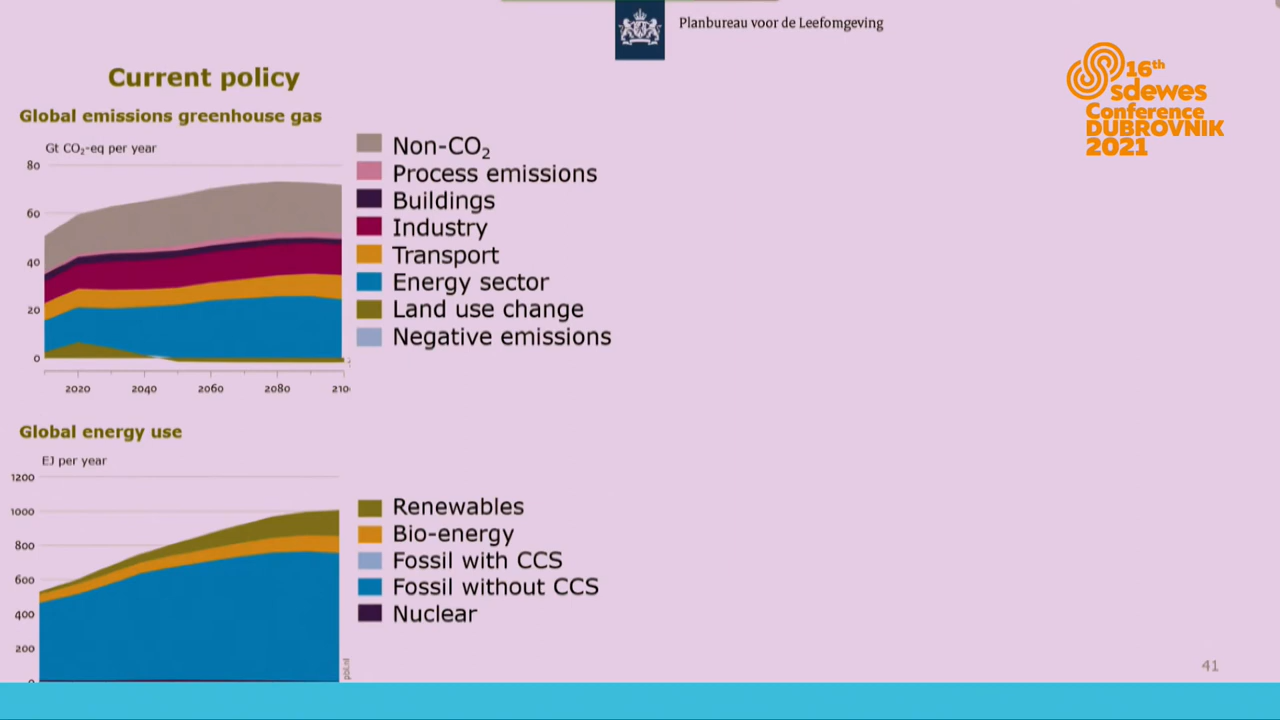 Planbureau voor de Leefomgeving
16th
sdewes
Conference
DUBROVNIK
2021
Current policy
Global emissions greenhouse gas
Gt CO₂-eq per year
80
60
40
20
0
2020 2040 2060 2080 210
Non-CO₂
Process emissions
Buildings
Industry
Transport
Energy sector
Land use change
Negative emissions
Global energy use
EJ per year
1200
1000
800
600
400
200
Renewables
Bio-energy
Fossil with CCS
Fossil without CCS
Nuclear
pbl.nl
41